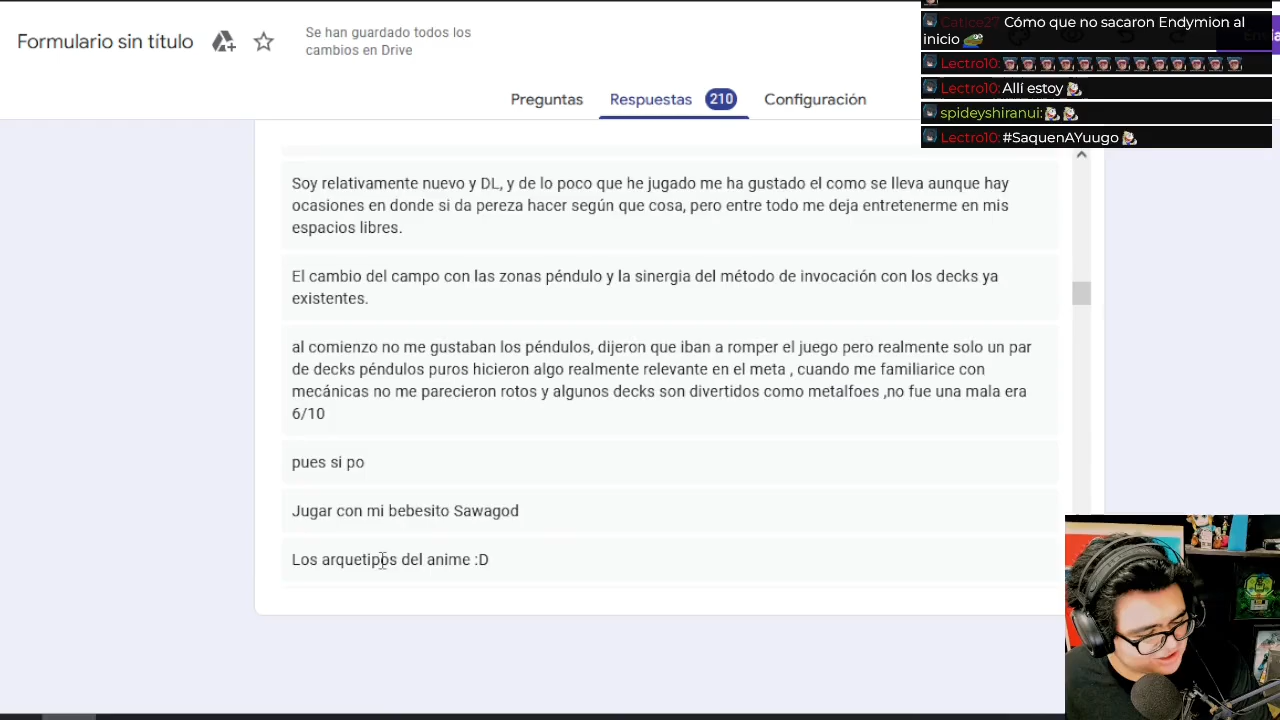 Formulario sin titulo
Se han guardado todos los
cambios en Drive
Preguntas
Respuestas
210
Configuración
Catice27 Cómo que no sacaron Endymion al
inicio
Lectro10:
Lectro10: Allí estoy
spideyshiranui:
Lectro10: #SaquenAYuugo
Soy relativamente nuevo y DL, y de lo poco que he jugado me ha gustado el como se lleva aunque hay
ocasiones en donde si da pereza hacer según que cosa, pero entre todo me deja entretenerme en mis
espacios libres.
El cambio del campo con las zonas péndulo y la sinergia del método de invocación con los decks ya
existentes.
al comienzo no me gustaban los péndulos, dijeron que iban a romper el juego pero realmente solo un par
de decks péndulos puros hicieron algo realmente relevante en el meta , cuando me familiarice con
mecánicas no me parecieron rotos y algunos decks son divertidos como metalfoes ,no fue una mala era
6/10
pues si po
Jugar con mi bebesito Sawagod
Los arquetipos del anime :D